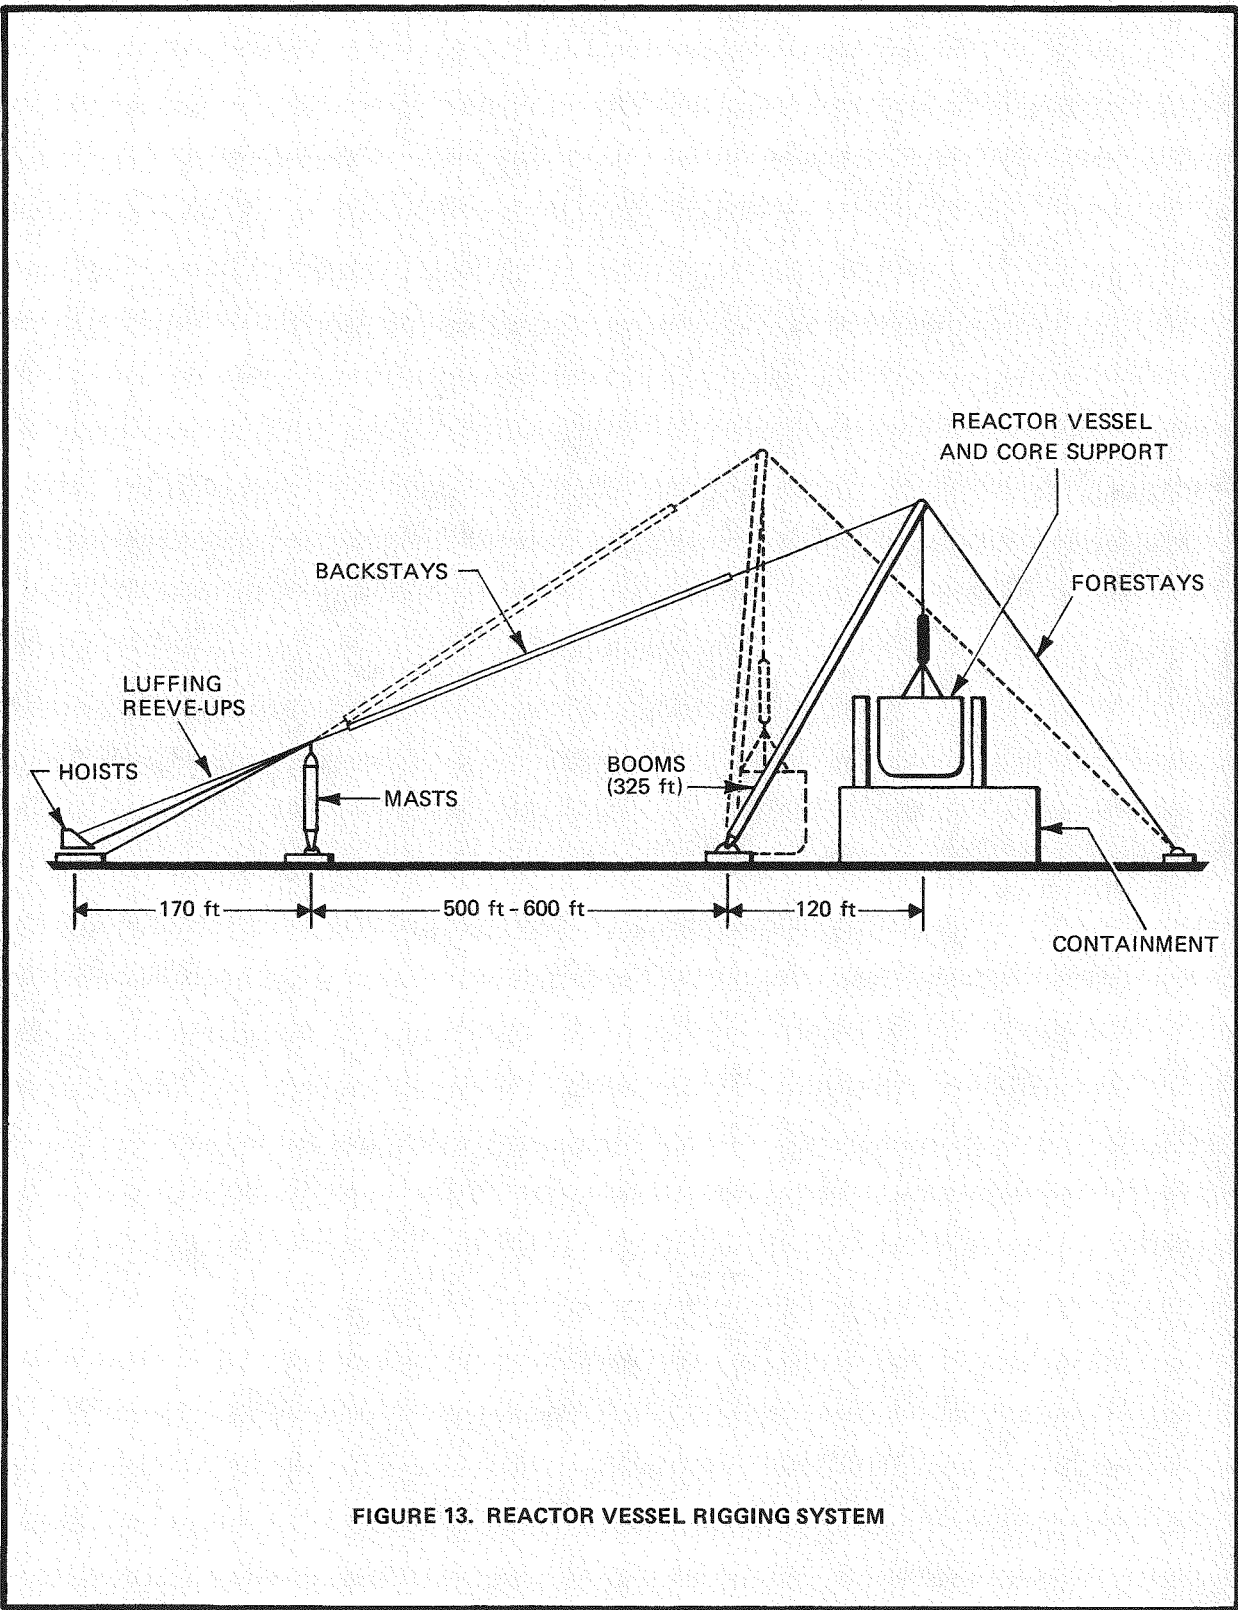 REACTOR VESSEL
AND CORE SUPPORT
BACKSTAYS
FORESTAYS
LUFFING
REEVE-UPS
HOISTS
BOOMS
(325 ft)
MASTS
170 ft
500 ft - 600 ft
120 ft
CONTAINMENT
FIGURE 13. REACTOR VESSEL RIGGING SYSTEM